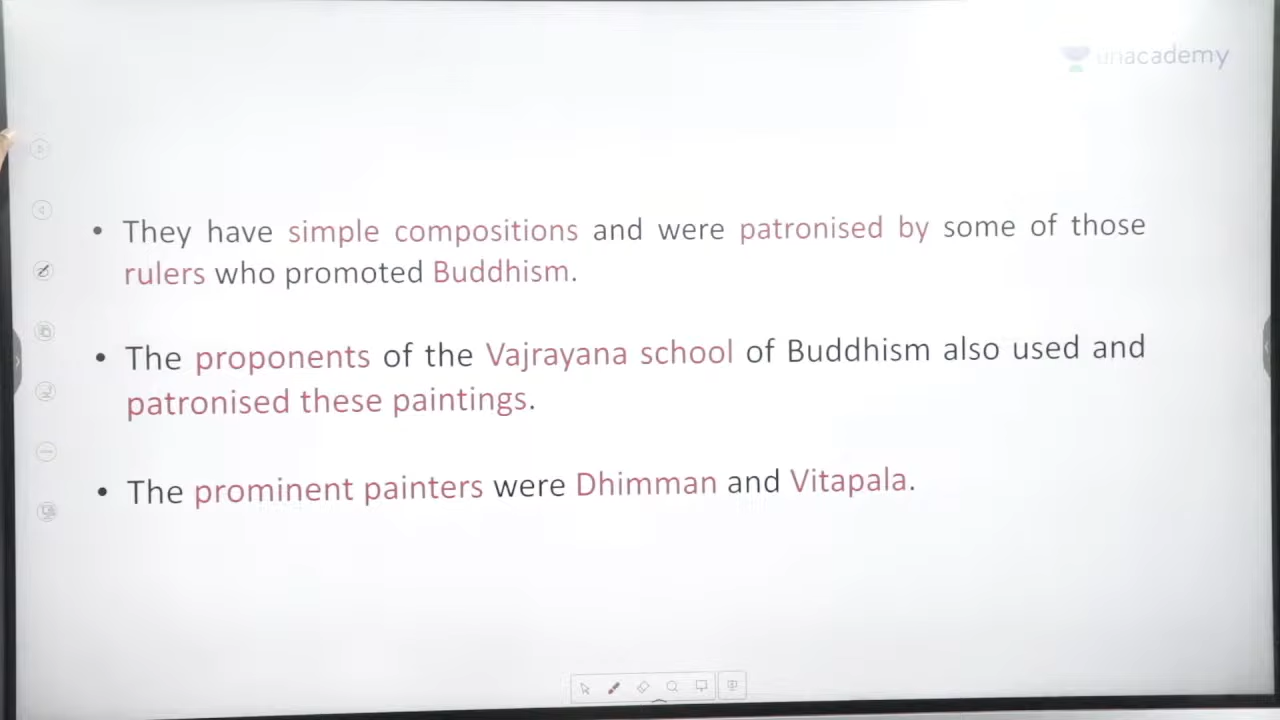 unacademy
• They have simple compositions and were patronised by some of those
rulers who promoted Buddhism.
• The proponents of the Vajrayana school of Buddhism also used and
patronised these paintings.
• The prominent painters were Dhimman and Vitapala.